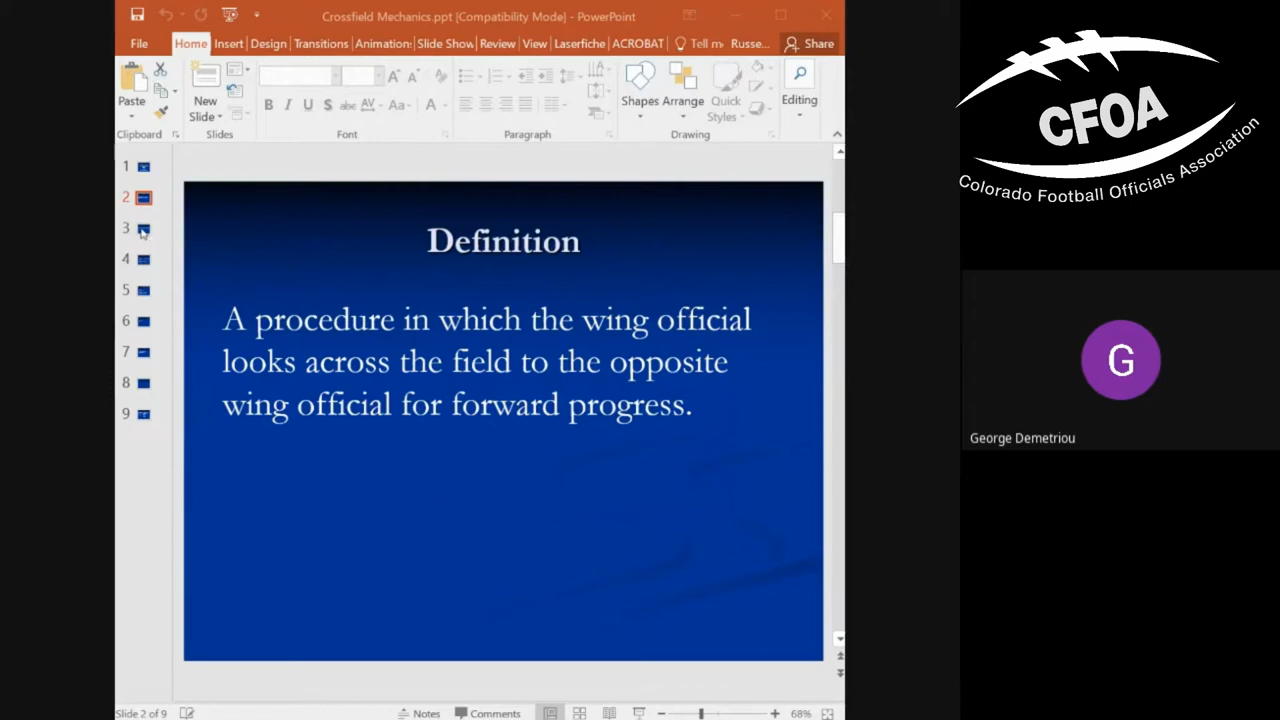 Crossfield Mechanics.ppt [Compatibility Mode] - PowerPoint
File Home Insert Design Transitions Animation: Slide Show Review View Laserfiche ACROBAT Tell m Russe... Share
Paste
New
Slide
B I U S abc AV Aa A
Shapes Arrange Quick
Styles
Editing
Clipboard Slides Font Paragraph Drawing
1
2
3
4
5
6
7
8
9
Definition
A procedure in which the wing official
looks across the field to the opposite
wing official for forward progress.
Slide 2 of 9 Notes Comments 68%
CFOA
Colorado Football Officials Association
G
George Demetriou